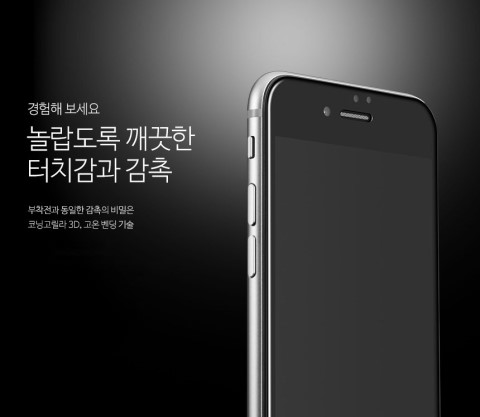 경험해 보세요
놀랍도록 깨끗한
터치감과 감촉
부착전과 동일한 감촉의 비밀은
코닝고릴라 3D, 고온 벤딩 기술